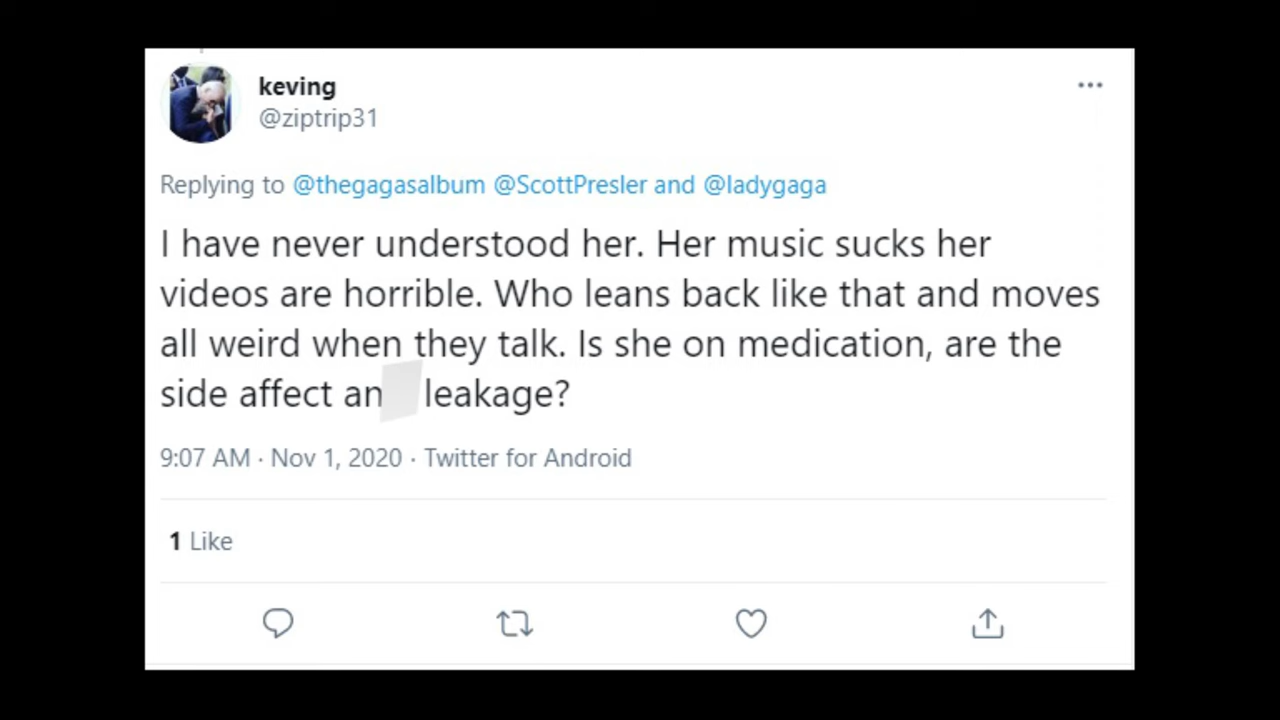 keving
@ziptrip31
Replying to @thegagasalbum @ScottPresler and @ladygaga
I have never understood her. Her music sucks her
videos are horrible. Who leans back like that and moves
all weird when they talk. Is she on medication, are the
side affect an leakage?
9:07 AM · Nov 1, 2020 · Twitter for Android
1 Like